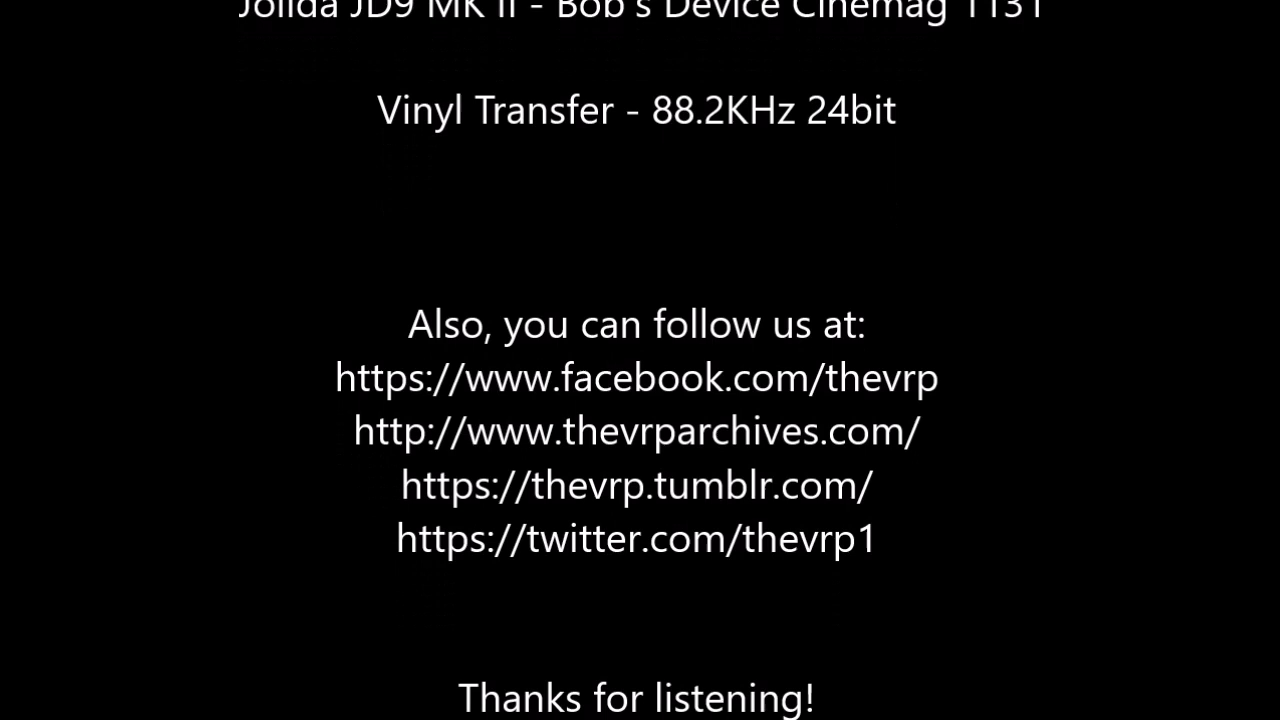 Jolida JD9 MK II - Bob's Device Cinemag 1131
Vinyl Transfer - 88.2KHz 24bit
Also, you can follow us at:
https://www.facebook.com/thevrp
http://www.thevrparchives.com/
https://thevrp.tumblr.com/
https://twitter.com/thevrp1
Thanks for listening!